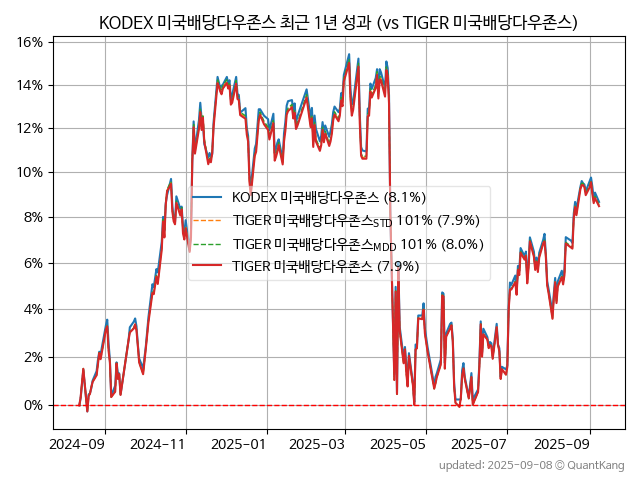 KODEX 미국배당다우존스 최근 1년 성과 (vs TIGER 미국배당다우존스)
16%
14%
12%
10%
8%
6%
4%
2%
0%
KODEX 미국배당다우존스 (8.1%)
TIGER 미국배당다우존스STD 101% (7.9%)
TIGER 미국배당다우존스MDD 101% (8.0%)
TIGER 미국배당다우존스 (7.9%)
2024-09 2024-11 2025-01 2025-03 2025-05 2025-07 2025-09
updated: 2025-09-08 © QuantKang